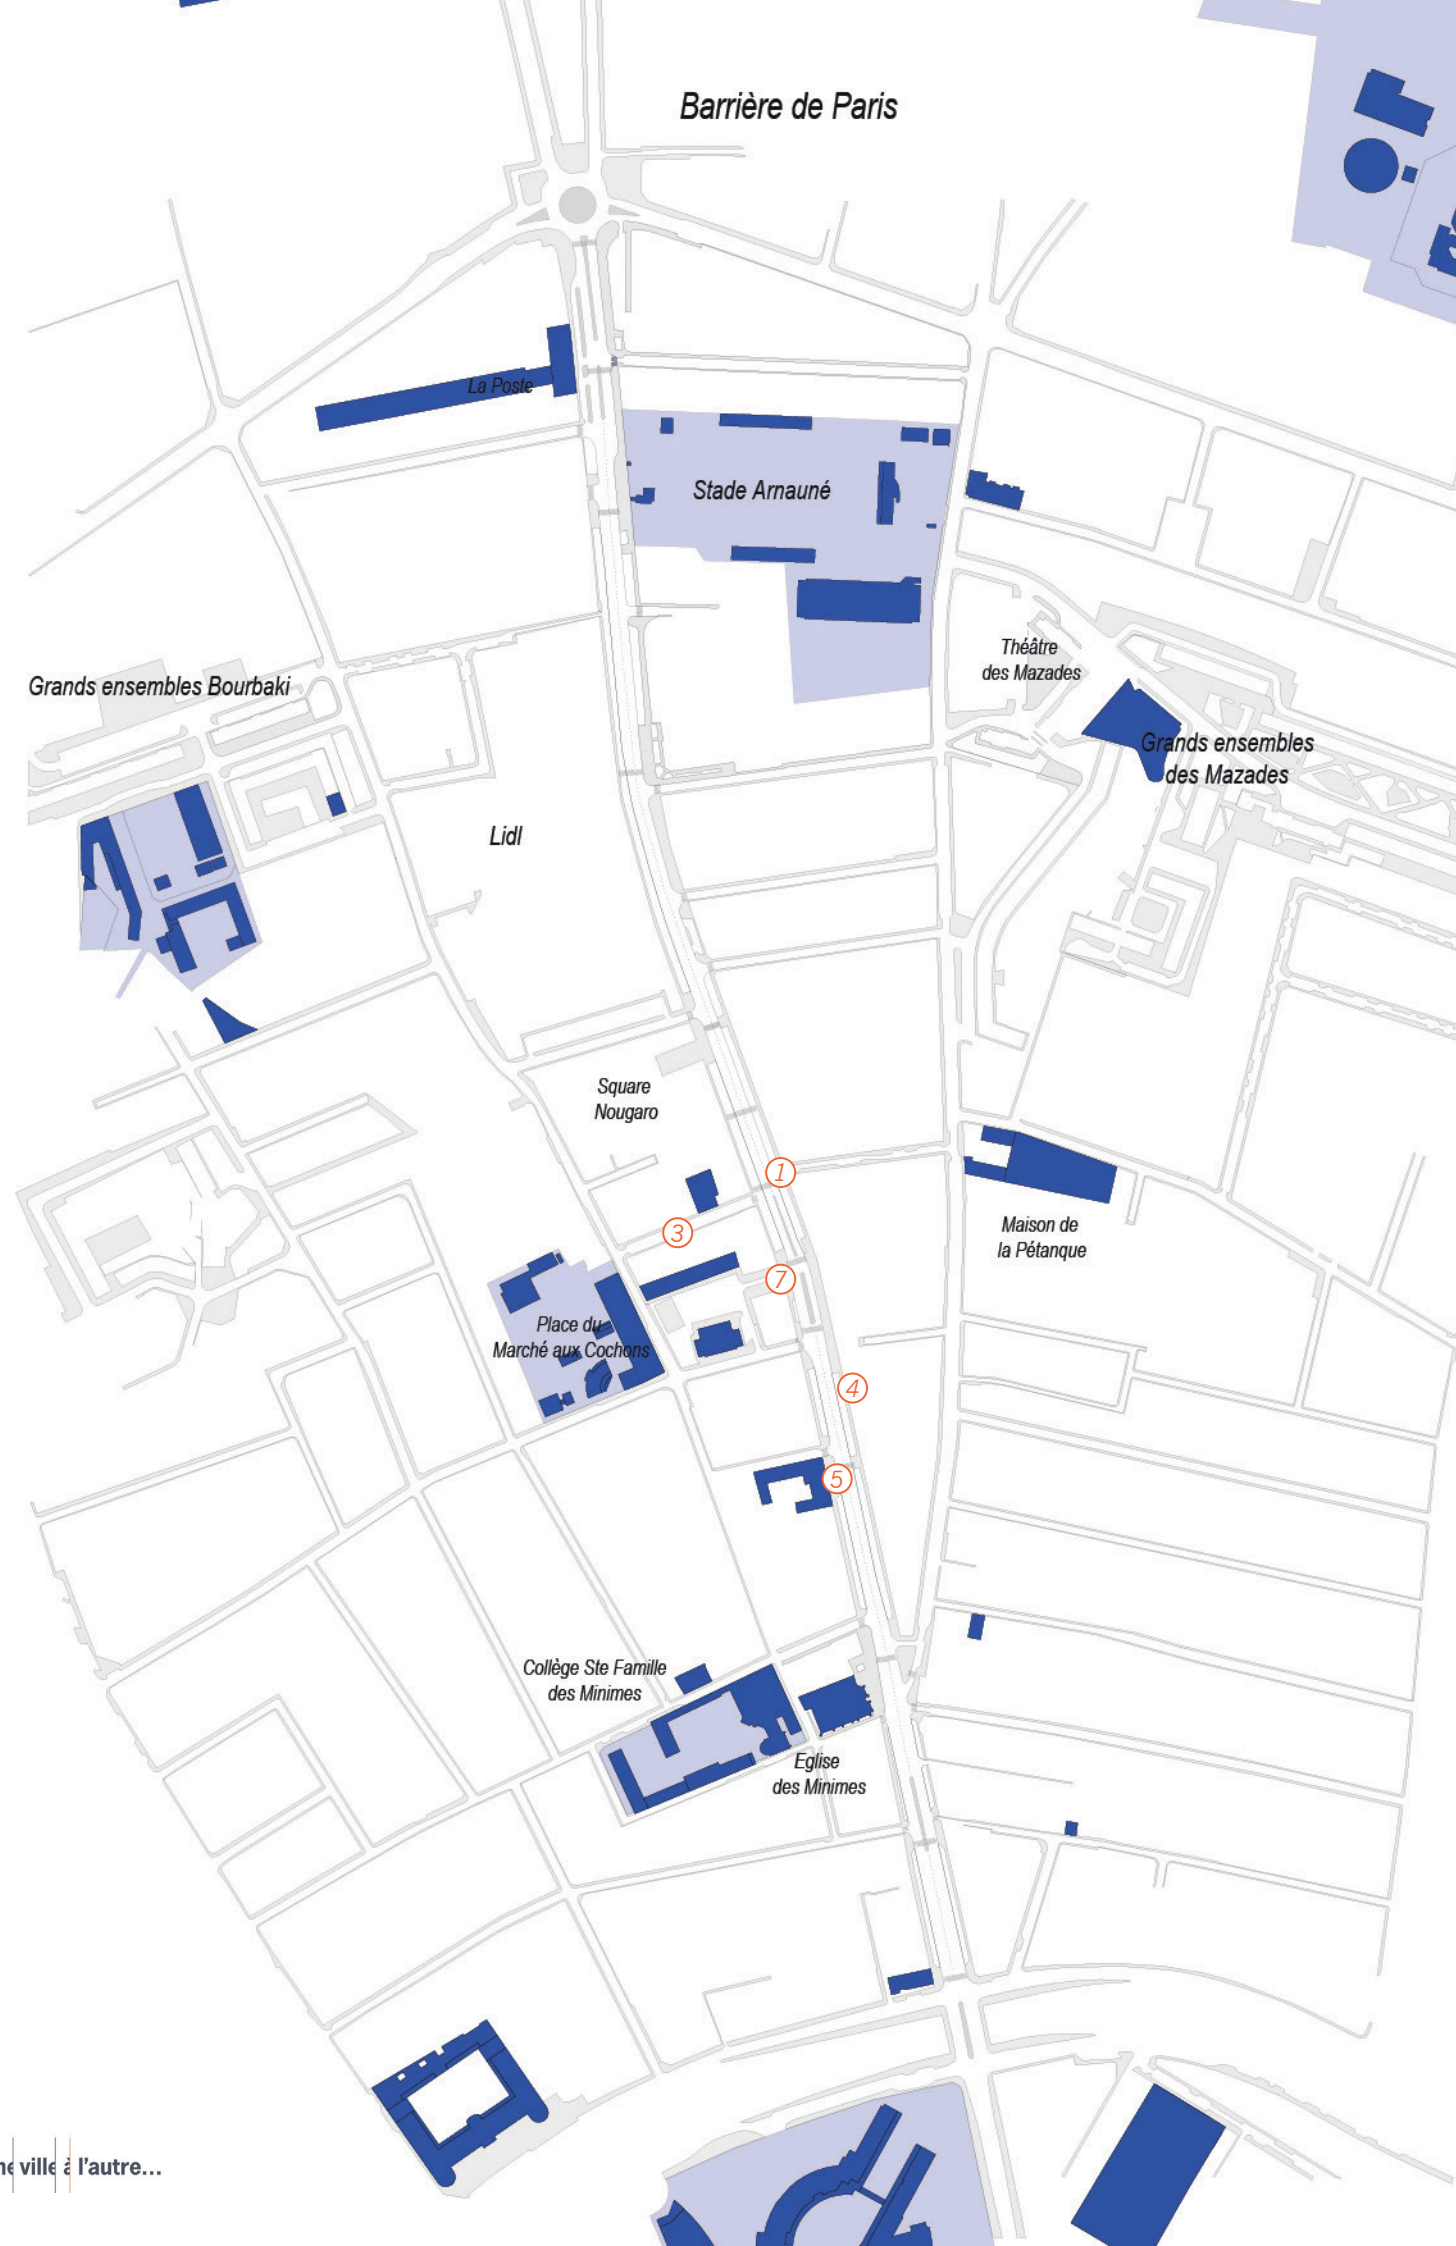 Barrière de Paris
La Poste
Stade Arnauné
Théâtre
des Mazades
Grands ensembles Bourbaki
Grands ensembles
des Mazades
Lidl
Square
Nougaro
1
3
Maison de
la Pétanque
7
Place du
Marché aux Cochons
4
5
Collège Ste Famille
des Minimes
Eglise
des Minimes
ville à l'autre...